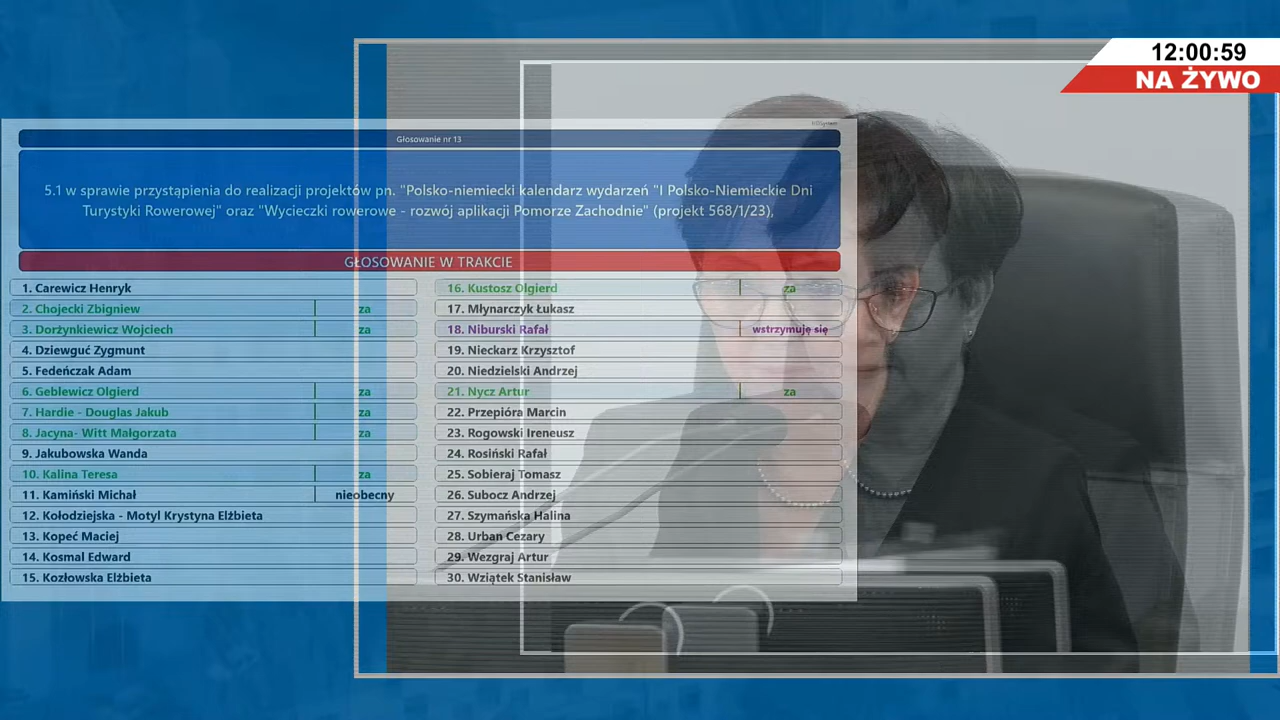 12:00:59
NA ŻYWO
Głosowanie nr 13
5.1 w sprawie przystąpienia do realizacji projektów pn. "Polsko-niemiecki kalendarz wydarzeń "I Polsko-Niemieckie Dni
Turystyki Rowerowej" oraz "Wycieczki rowerowe - rozwój aplikacji Pomorze Zachodnie" (projekt 568/1/23),
GŁOSOWANIE W TRAKCIE
1. Carewicz Henryk
2. Chojecki Zbigniew za
3. Dorżynkiewicz Wojciech za
4. Dziewguć Zygmunt
5. Fedeńczak Adam
6. Geblewicz Olgierd za
7. Hardie - Douglas Jakub za
8. Jacyna- Witt Małgorzata za
9. Jakubowska Wanda
10. Kalina Teresa za
11. Kamiński Michał nieobecny
12. Kołodziejska - Motyl Krystyna Elżbieta
13. Kopeć Maciej
14. Kosmal Edward
15. Kozłowska Elżbieta
16. Kustosz Olgierd za
17. Młynarczyk Łukasz
18. Niburski Rafał wstrzymuję się
19. Nieckarz Krzysztof
20. Niedzielski Andrzej
21. Nycz Artur za
22. Przepióra Marcin
23. Rogowski Ireneusz
24. Rosiński Rafał
25. Sobieraj Tomasz
26. Subocz Andrzej
27. Szymańska Halina
28. Urban Cezary
29. Wezgraj Artur
30. Wziątek Stanisław